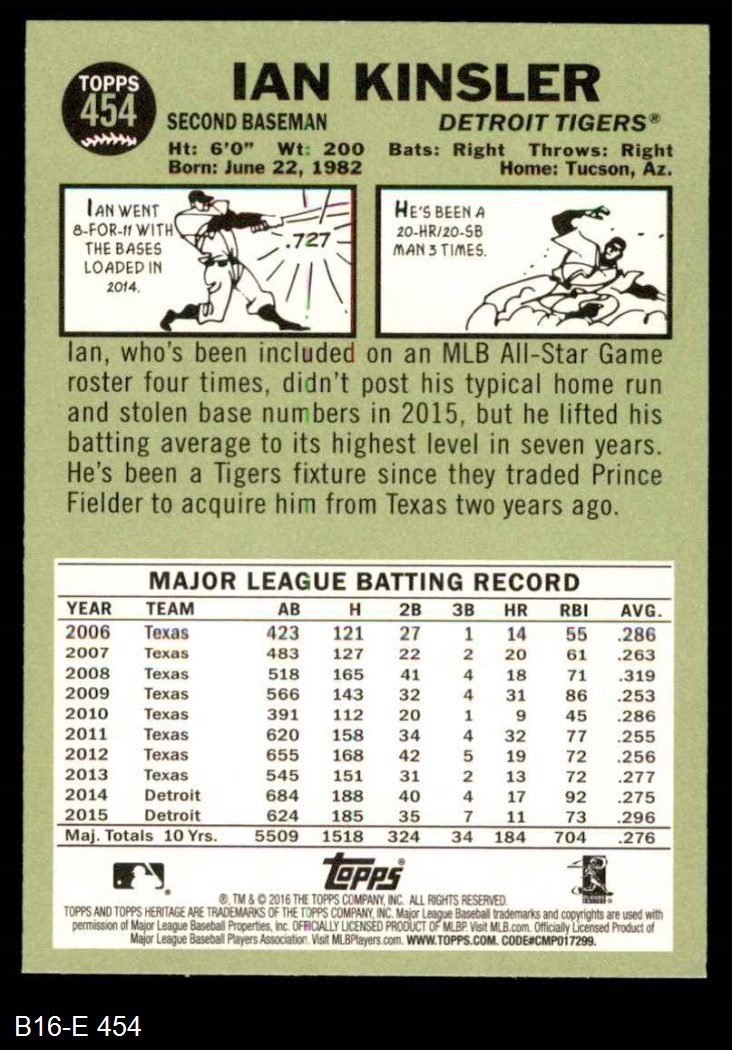 TOPPS
454
IAN KINSLER
SECOND BASEMAN DETROIT TIGERS®
Ht: 6'0" Wt: 200 Bats: Right Throws: Right
Born: June 22, 1982 Home: Tucson, Az.
IAN WENT
8-FOR-11 WITH
THE BASES
LOADED IN
2014.
.727
HE'S BEEN A
20-HR/20-SB
MAN 3 TIMES.
Ian, who's been included on an MLB All-Star Game
roster four times, didn't post his typical home run
and stolen base numbers in 2015, but he lifted his
batting average to its highest level in seven years.
He's been a Tigers fixture since they traded Prince
Fielder to acquire him from Texas two years ago.
MAJOR LEAGUE BATTING RECORD
YEAR TEAM AB H 2B 3B HR RBI AVG.
2006 Texas 423 121 27 1 14 55 .286
2007 Texas 483 127 22 2 20 61 .263
2008 Texas 518 165 41 4 18 71 .319
2009 Texas 566 143 32 4 31 86 .253
2010 Texas 391 112 20 1 9 45 .286
2011 Texas 620 158 34 4 32 77 .255
2012 Texas 655 168 42 5 19 72 .256
2013 Texas 545 151 31 2 13 72 .277
2014 Detroit 684 188 40 4 17 92 .275
2015 Detroit 624 185 35 7 11 73 .296
Maj. Totals 10 Yrs. 5509 1518 324 34 184 704 .276
Topps®
®, TM & © 2016 THE TOPPS COMPANY, INC. ALL RIGHTS RESERVED.
TOPPS AND TOPPS HERITAGE ARE TRADEMARKS OF THE TOPPS COMPANY, INC. Major League Baseball trademarks and copyrights are used with
permission of Major League Baseball Properties, Inc. OFFICIALLY LICENSED PRODUCT OF MLBP. Visit MLB.com. Officially Licensed Product of
Major League Baseball Players Association. Visit MLBPlayers.com. WWW.TOPPS.COM. CODE#CMP017299.
B16-E 454